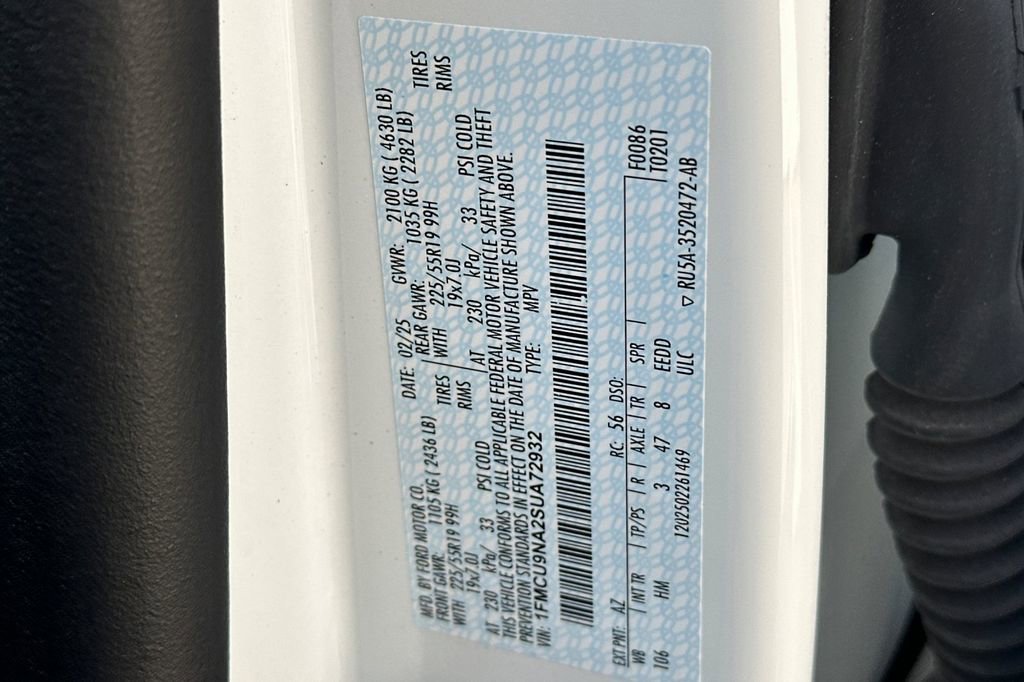 MFD. BY FORD MOTOR CO. DATE: 02/25 GVWR: 2100 KG ( 4630 LB)
FRONT GAWR: 1105 KG ( 2436 LB) REAR GAWR: 1035 KG ( 2282 LB)
WITH 225/55R19 99H TIRES WITH 225/55R19 99H TIRES
19x7.0J RIMS 19x7.0J RIMS
AT 230 kPa/ 33 PSI COLD AT 230 kPa/ 33 PSI COLD
THIS VEHICLE CONFORMS TO ALL APPLICABLE FEDERAL MOTOR VEHICLE SAFETY AND THEFT
PREVENTION STANDARDS IN EFFECT ON THE DATE OF MANUFACTURE SHOWN ABOVE.
VIN: 1FMCU9NA2SUA72932 TYPE: MPV
EXT PNT: AZ RC: 56 DSO: F0086
WB | INT TR | TP/PS | R | AXLE | TR | SPR | T0201
106 HM 3 47 8 EEDD
12U202502261469 ULC ▽ RU5A-3520472-AB